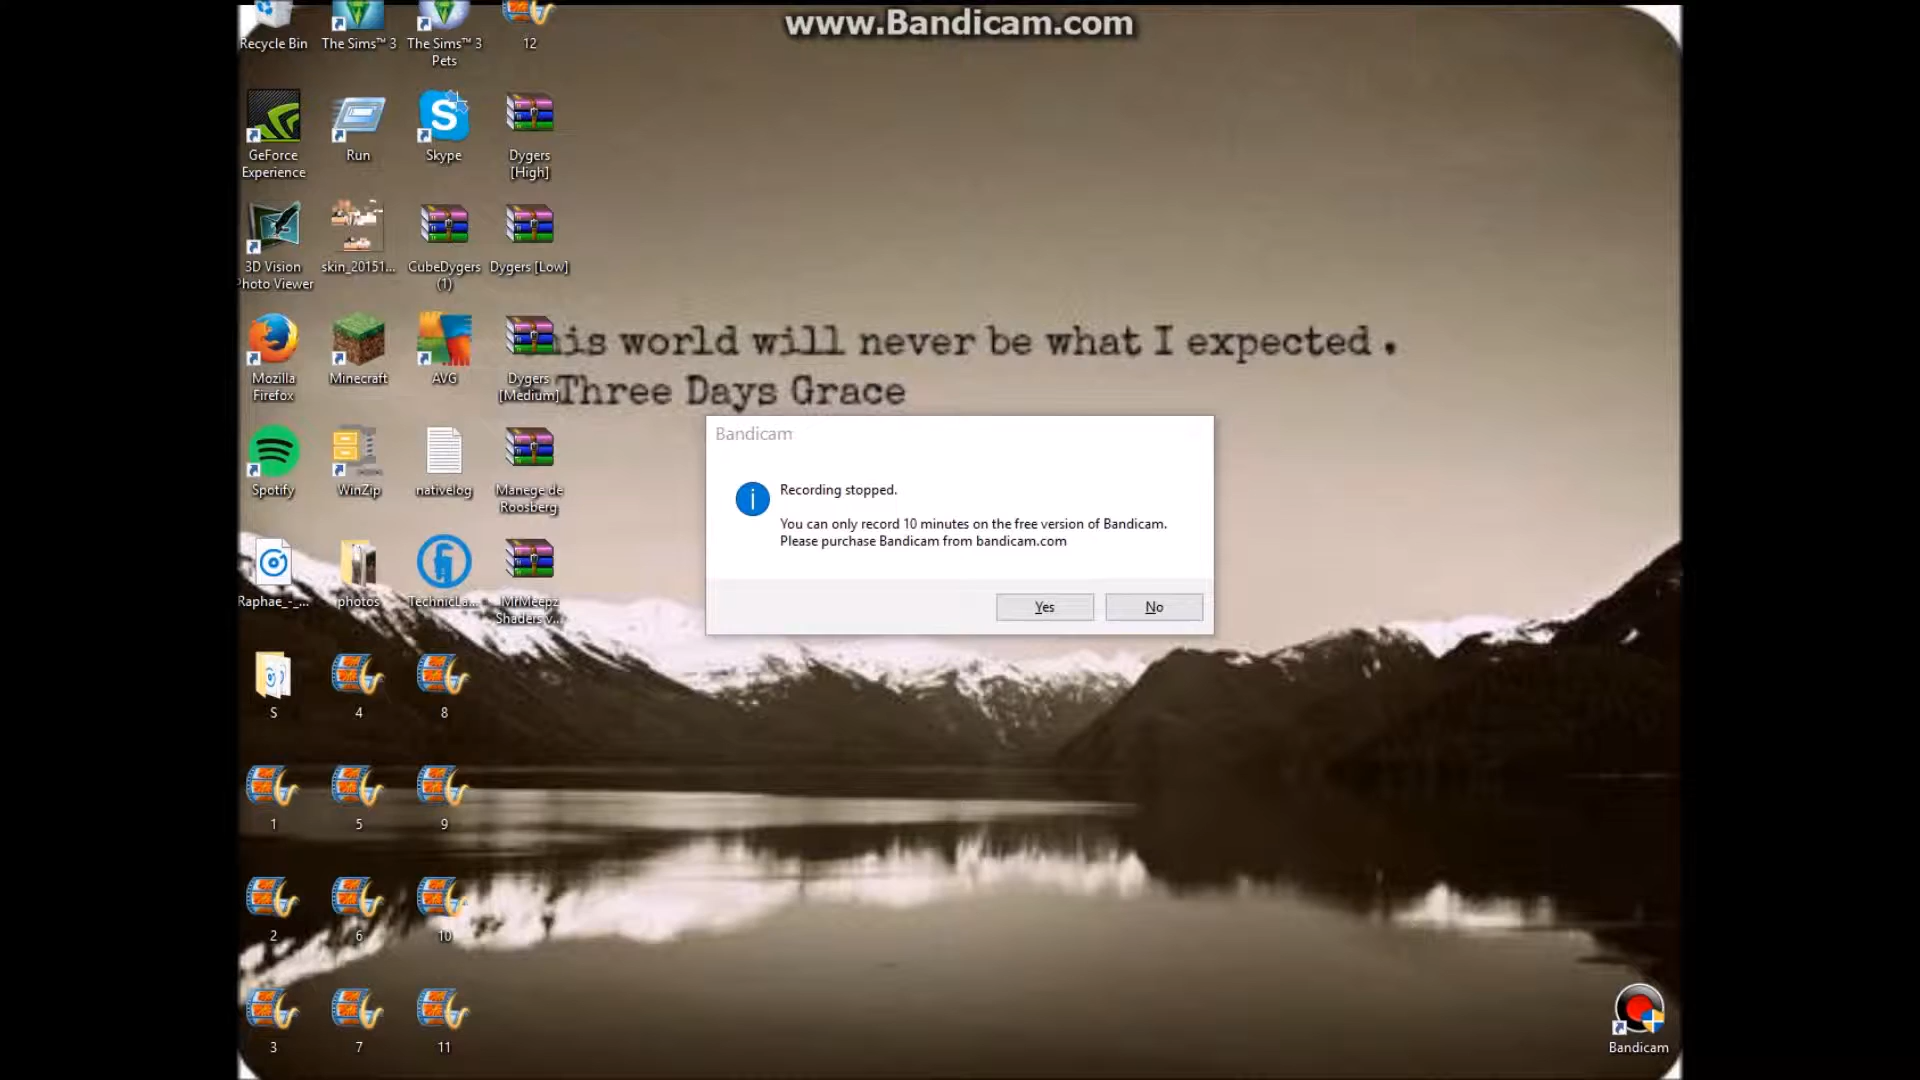 www.Bandicam.com
Recycle Bin
The Sims™ 3
The Sims™ 3
Pets
12
GeForce
Experience
Run
Skype
Dygers
[High]
3D Vision
Photo Viewer
skin_20151...
CubeDygers
(1)
Dygers [Low]
his world will never be what I expected .
Three Days Grace
Mozilla
Firefox
Minecraft
AVG
Dygers
[Medium]
Bandicam
Recording stopped.
You can only record 10 minutes on the free version of Bandicam.
Please purchase Bandicam from bandicam.com
Yes
No
Spotify
WinZip
nativelog
Manege de
Roosberg
Raphae_-_...
photos
TechnicLa...
MrMeepz
Shaders v...
S
4
8
1
5
9
2
6
10
3
7
11
Bandicam